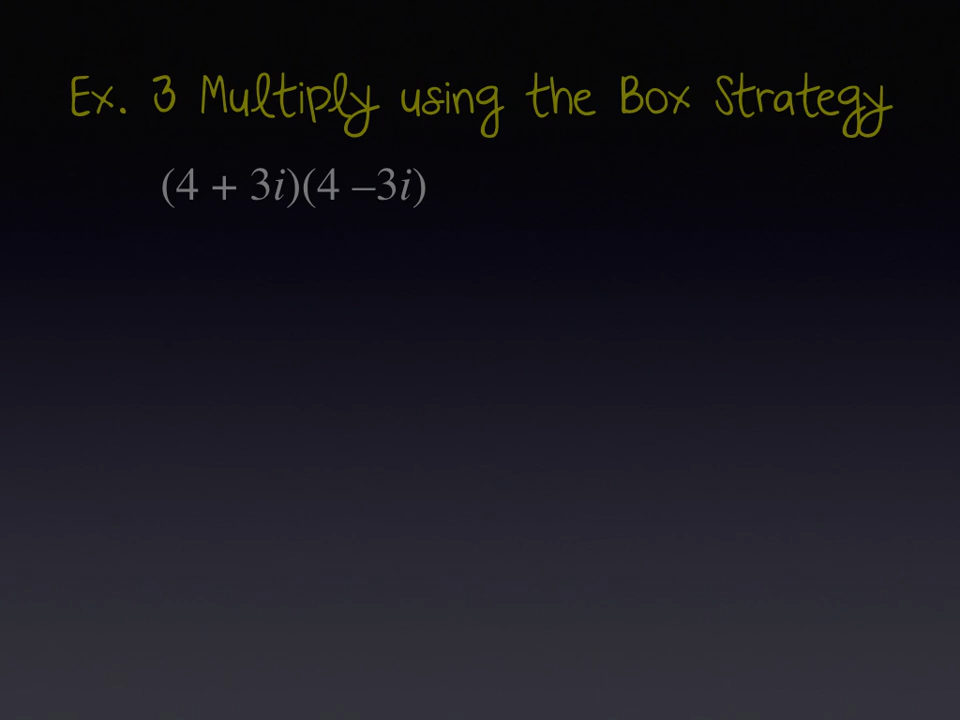 Ex. 3 Multiply using the Box Strategy
(4 + 3i)(4 –3i)